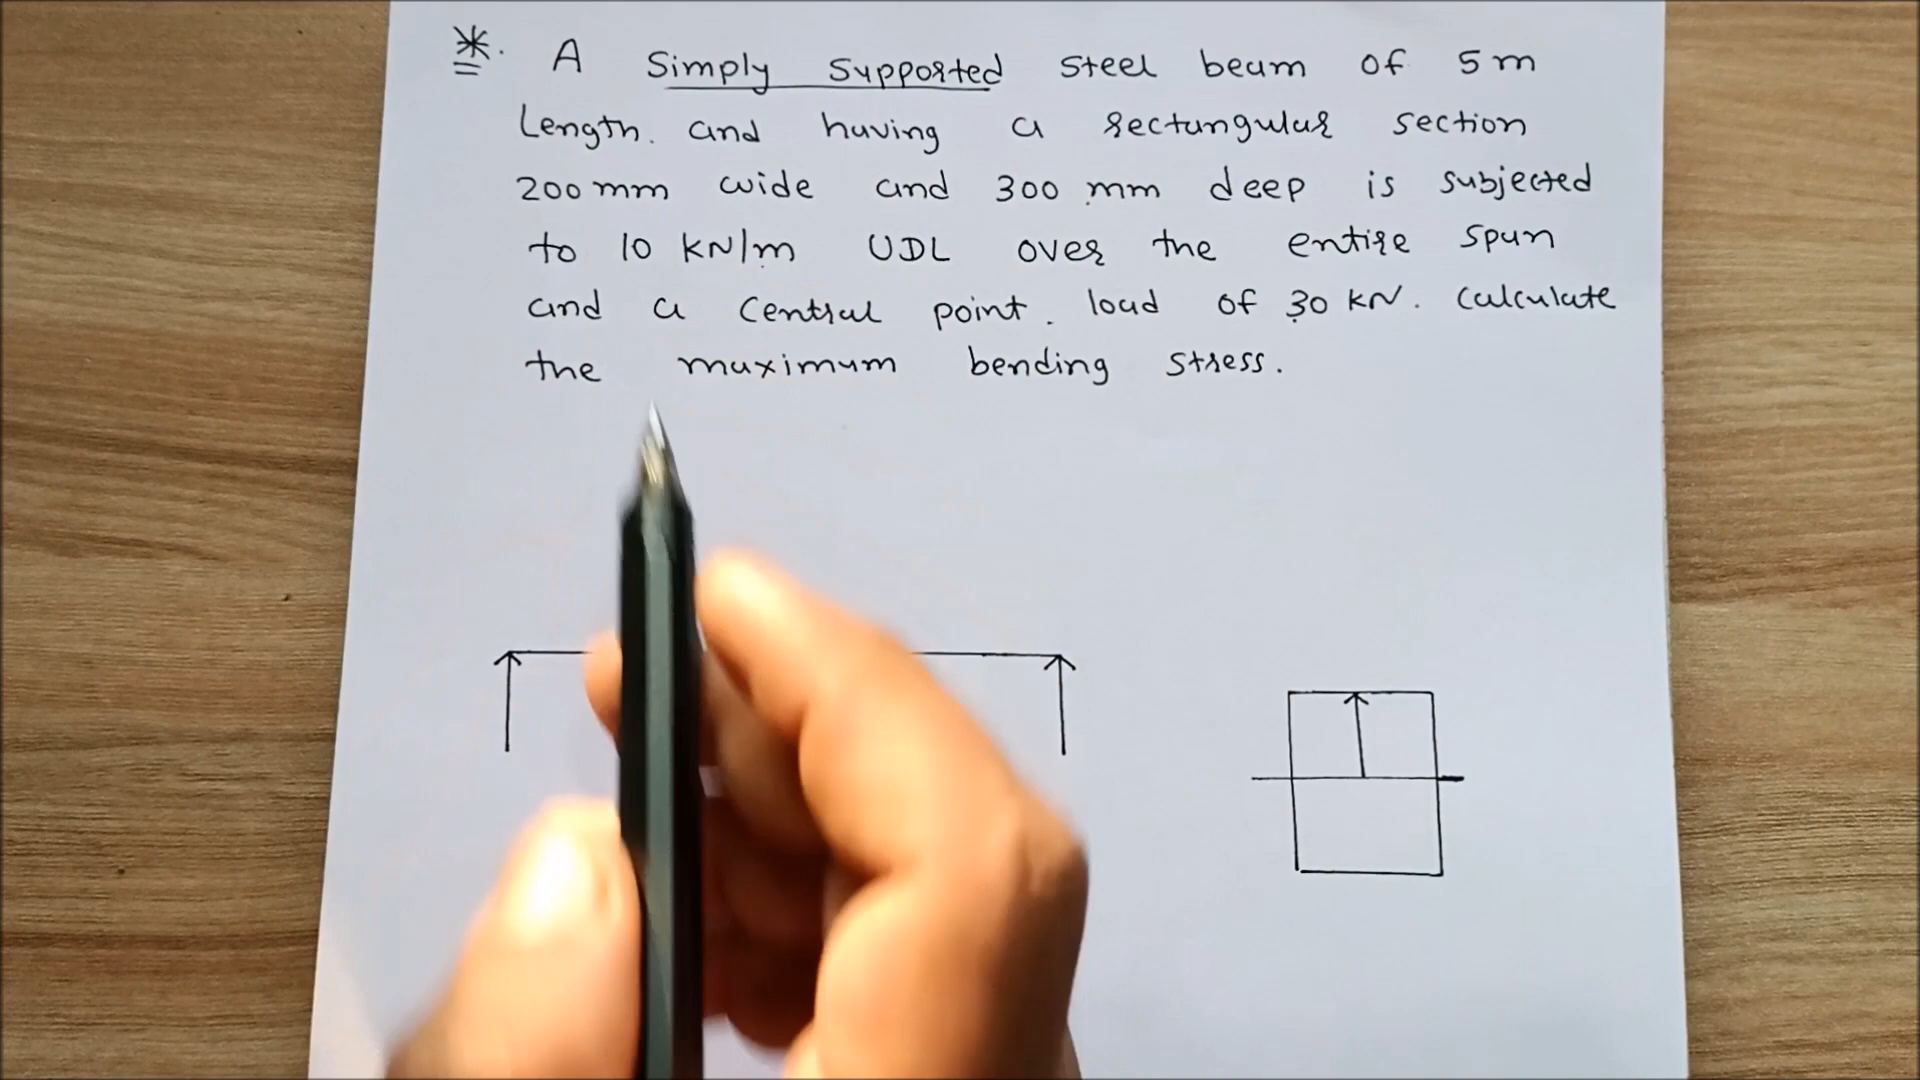 *. A Simply Supported steel beam of 5 m
Length. and having a rectangular section
200 mm wide and 300 mm deep is subjected
to 10 kN/m UDL over the entire span
and a central point. load of 30 kN. Calculate
the maximum bending stress.